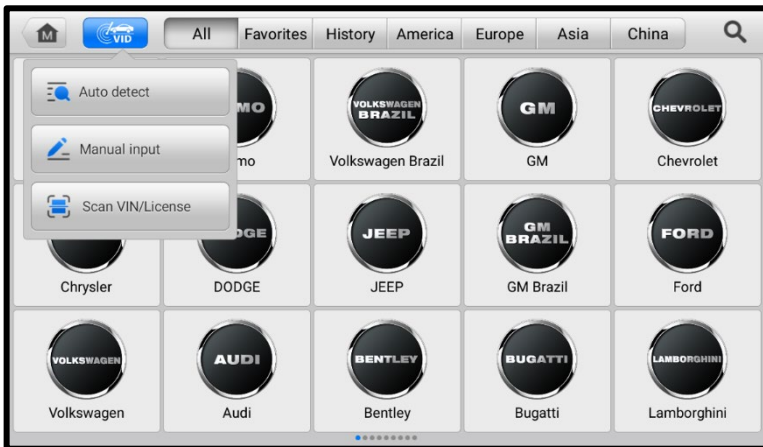 M
VID
All
Favorites
History
America
Europe
Asia
China
Auto detect
Manual input
Scan VIN/License
MO
mo
VOLKSWAGEN
BRAZIL
Volkswagen Brazil
GM
GM
CHEVROLET
Chevrolet
Chrysler
DGE
DODGE
JEEP
JEEP
GM
BRAZIL
GM Brazil
FORD
Ford
VOLKSWAGEN
Volkswagen
AUDI
Audi
BENTLEY
Bentley
BUGATTI
Bugatti
LAMBORGHINI
Lamborghini